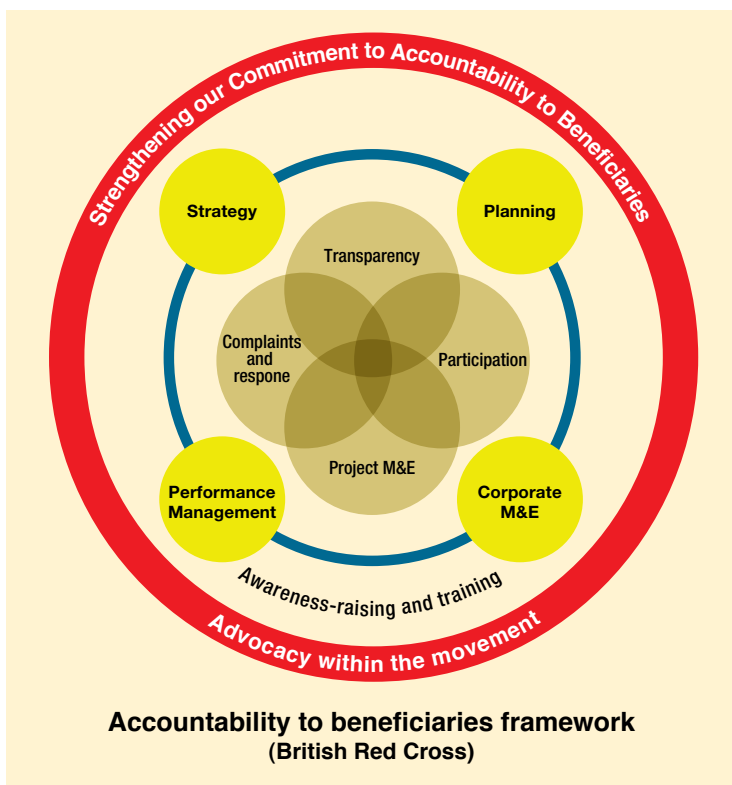 Strengthening our Commitment to Accountability to Beneficiaries
Strategy
Planning
Transparency
Complaints
and
respone
Participation
Project M&E
Performance
Management
Corporate
M&E
Awareness-raising and training
Advocacy within the movement
Accountability to beneficiaries framework
(British Red Cross)